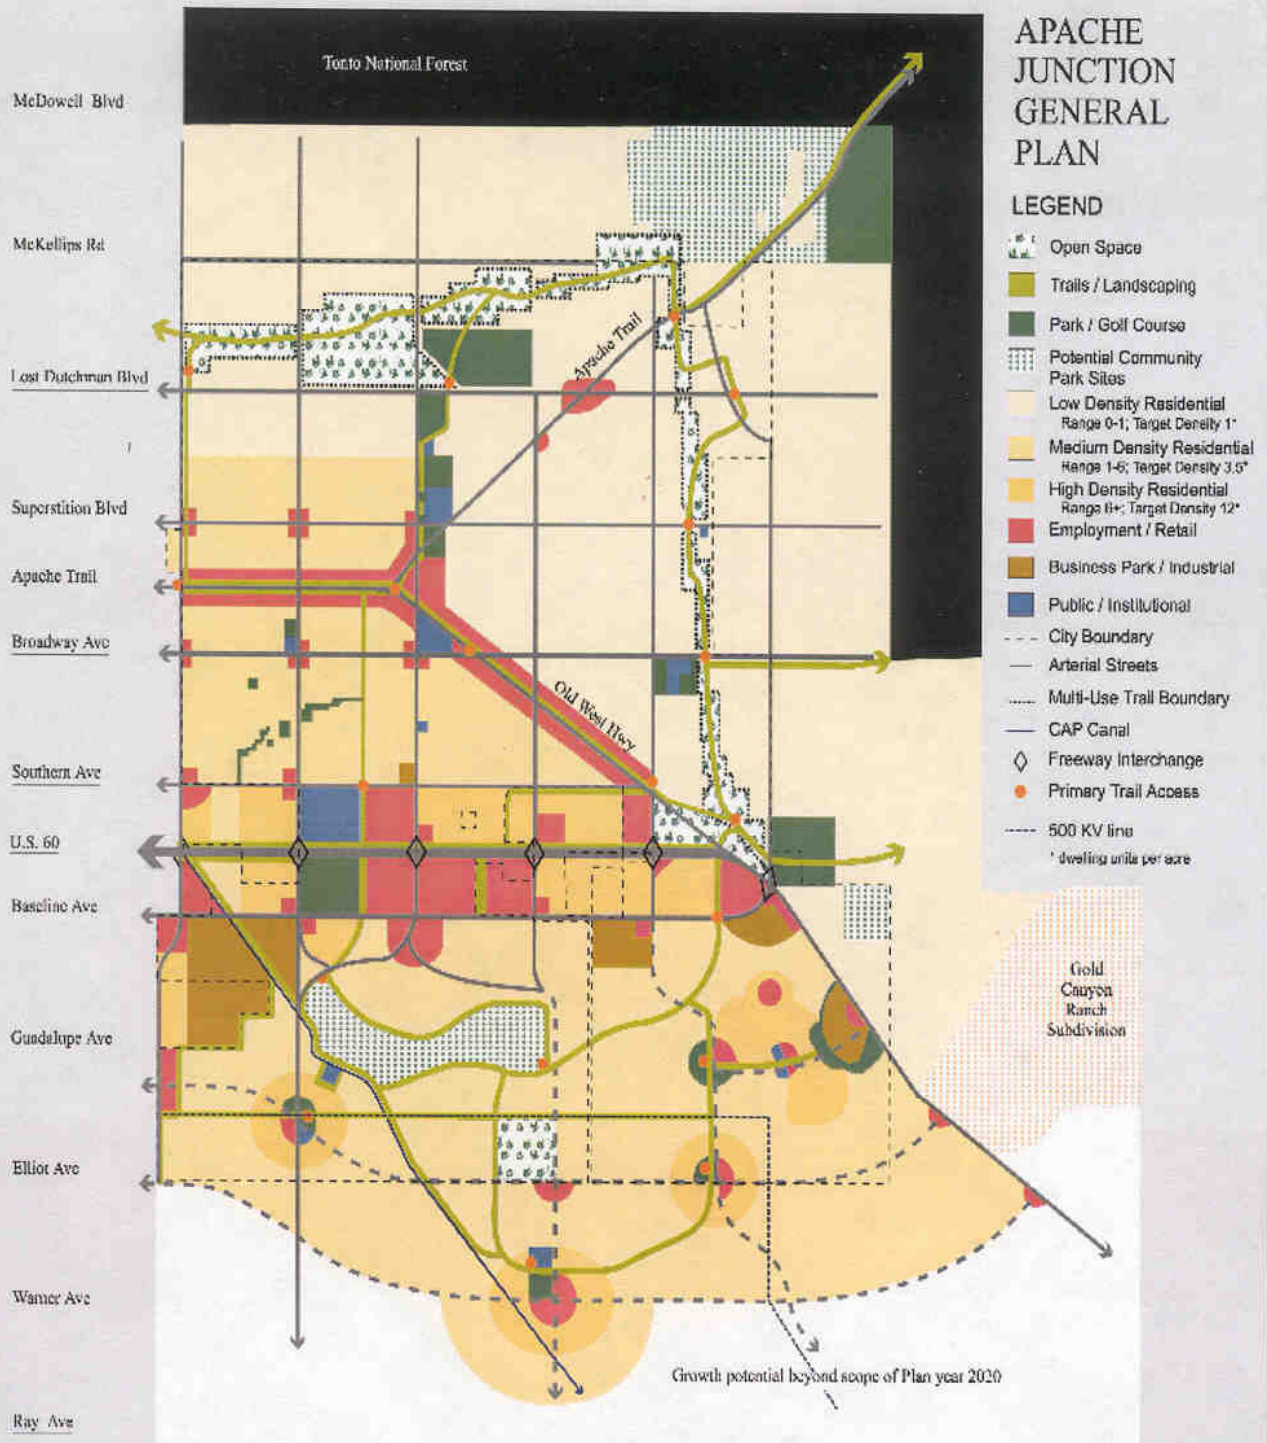 APACHE
JUNCTION
GENERAL
PLAN
LEGEND
Open Space
Trails / Landscaping
Park / Golf Course
Potential Community
Park Sites
Low Density Residential
Range 0-1; Target Density 1*
Medium Density Residential
Range 1-6; Target Density 3.5*
High Density Residential
Range 6+; Target Density 12*
Employment / Retail
Business Park / Industrial
Public / Institutional
City Boundary
Arterial Streets
Multi-Use Trail Boundary
CAP Canal
Freeway Interchange
Primary Trail Access
500 KV line
* dwelling units per acre
Tonto National Forest
McDowell Blvd
McKellips Rd
Lost Dutchman Blvd
Superstition Blvd
Apache Trail
Broadway Ave
Southern Ave
U.S. 60
Baseline Ave
Guadalupe Ave
Elliot Ave
Warner Ave
Ray Ave
Apache Trail
Old West Hwy
Gold
Canyon
Ranch
Subdivision
Growth potential beyond scope of Plan year 2020